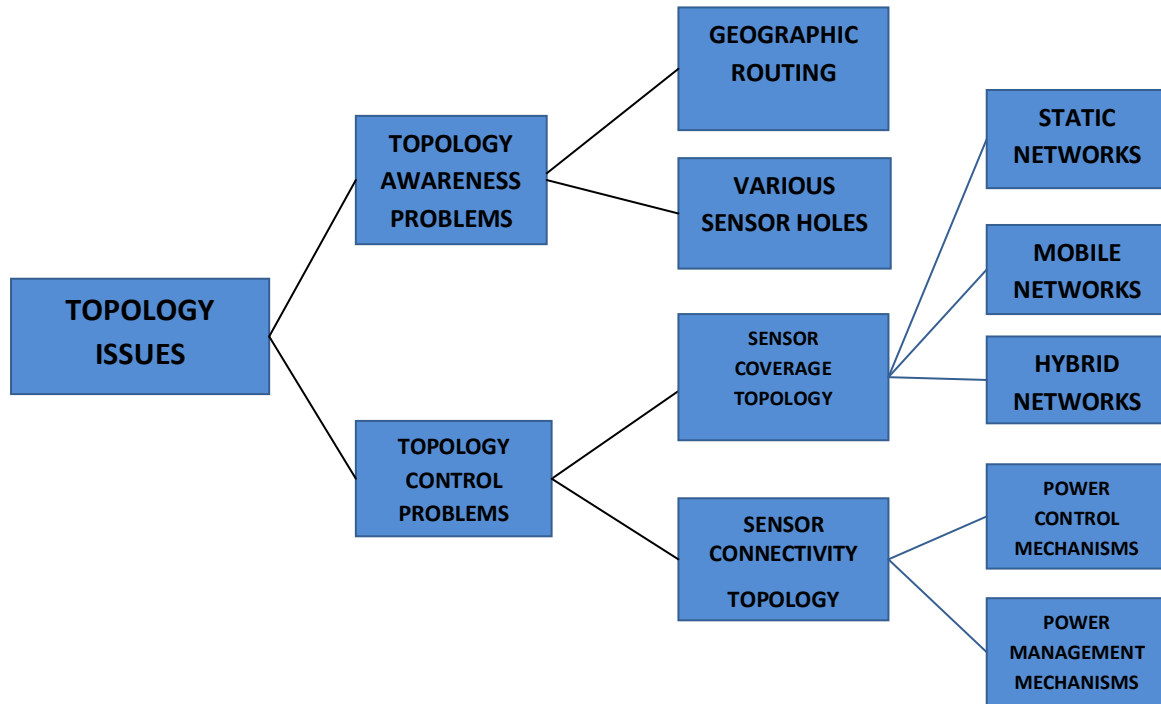 TOPOLOGY
ISSUES
TOPOLOGY
AWARENESS
PROBLEMS
TOPOLOGY
CONTROL
PROBLEMS
GEOGRAPHIC
ROUTING
VARIOUS
SENSOR HOLES
SENSOR
COVERAGE
TOPOLOGY
SENSOR
CONNECTIVITY
TOPOLOGY
STATIC
NETWORKS
MOBILE
NETWORKS
HYBRID
NETWORKS
POWER
CONTROL
MECHANISMS
POWER
MANAGEMENT
MECHANISMS